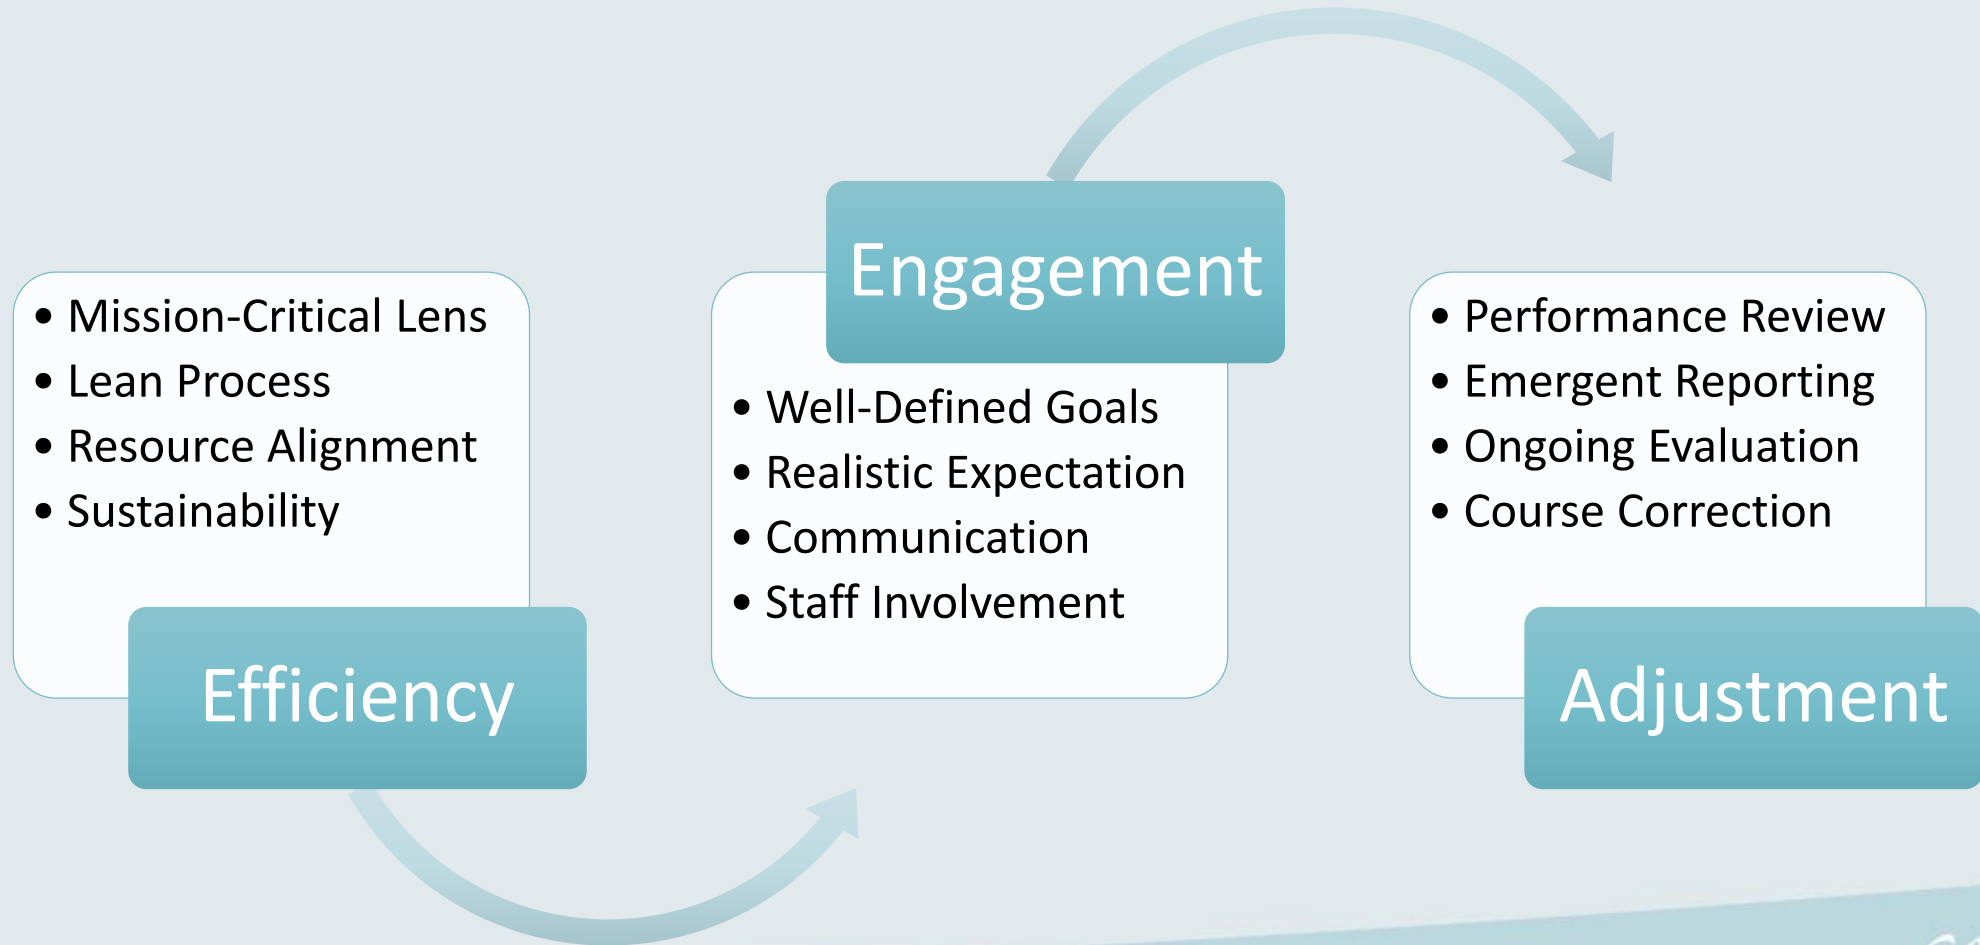 • Mission-Critical Lens
• Lean Process
• Resource Alignment
• Sustainability
Efficiency
Engagement
• Well-Defined Goals
• Realistic Expectation
• Communication
• Staff Involvement
• Performance Review
• Emergent Reporting
• Ongoing Evaluation
• Course Correction
Adjustment